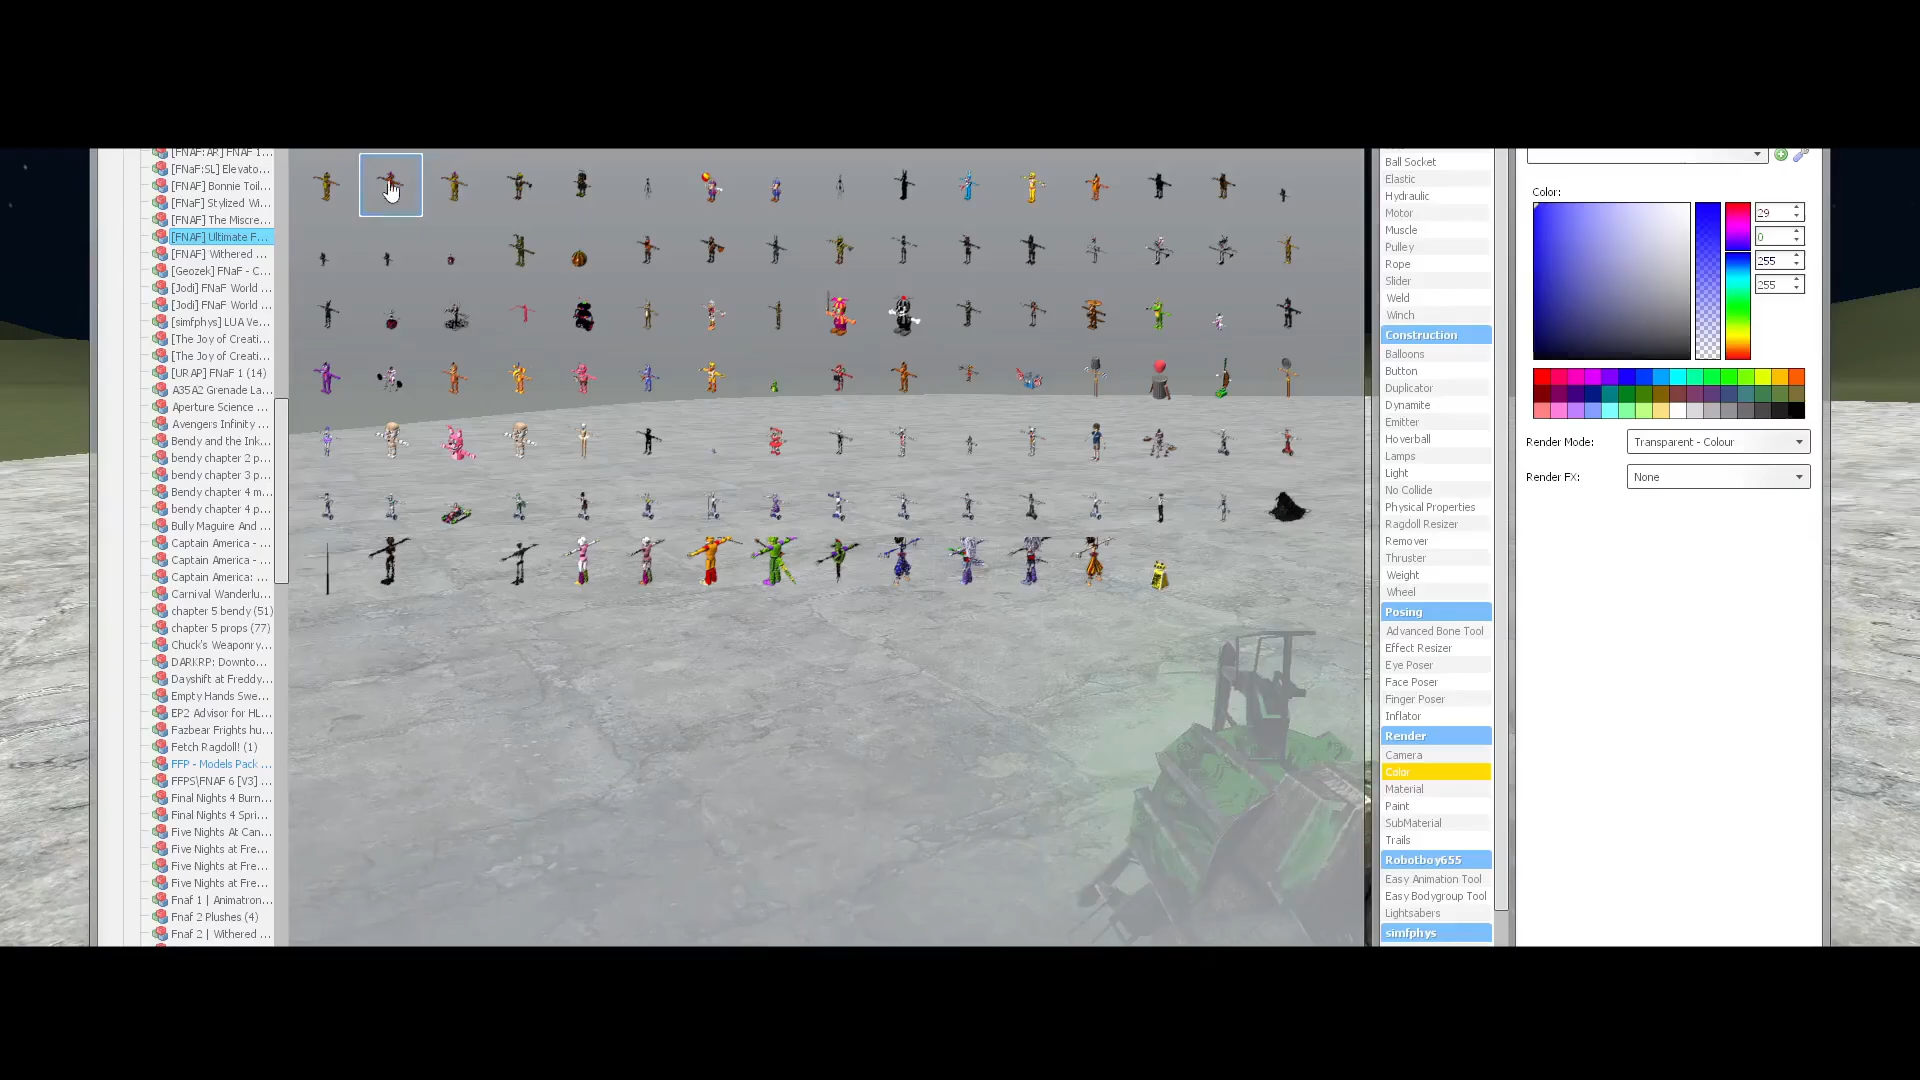 [FNAF:AR] FNAF 1...
[FNaF:SL] Elevato...
[FNAF] Bonnie Toil...
[FNaF] Stylized Wi...
[FNAF] The Miscre...
[FNAF] Ultimate F...
[FNAF] Withered ...
[Geozek] FNaF - C...
[Jodi] FNaF World ...
[Jodi] FNaF World ...
[simfphys] LUA Ve...
[The Joy of Creati...
[The Joy of Creati...
[URAP] FNaF 1 (14)
A35A2 Grenade La...
Aperture Science ...
Avengers Infinity ...
Bendy and the Ink...
bendy chapter 2 p...
bendy chapter 3 p...
Bendy chapter 4 m...
bendy chapter 4 p...
Bully Maguire And ...
Captain America - ...
Captain America - ...
Captain America: ...
Carnival Wanderlu...
chapter 5 bendy (51)
chapter 5 props (77)
Chuck's Weaponry...
DARKRP: Downto...
Dayshift at Freddy...
Empty Hands Swe...
EP2 Advisor for HL...
Fazbear Frights hu...
Fetch Ragdoll! (1)
FFP - Models Pack ...
FFPS\FNAF 6 [V3] ...
Final Nights 4 Burn...
Final Nights 4 Spri...
Five Nights At Can...
Five Nights at Fre...
Five Nights at Fre...
Five Nights at Fre...
Fnaf 1 | Animatron...
Fnaf 2 Plushes (4)
Fnaf 2 | Withered ...
Ball Socket
Elastic
Hydraulic
Motor
Muscle
Pulley
Rope
Slider
Weld
Winch
Construction
Balloons
Button
Duplicator
Dynamite
Emitter
Hoverball
Lamps
Light
No Collide
Physical Properties
Ragdoll Resizer
Remover
Thruster
Weight
Wheel
Posing
Advanced Bone Tool
Effect Resizer
Eye Poser
Face Poser
Finger Poser
Inflator
Render
Camera
Color
Material
Paint
SubMaterial
Trails
Robotboy655
Easy Animation Tool
Easy Bodygroup Tool
Lightsabers
simfphys
Color:
29
0
255
255
Render Mode:
Transparent - Colour
Render FX:
None